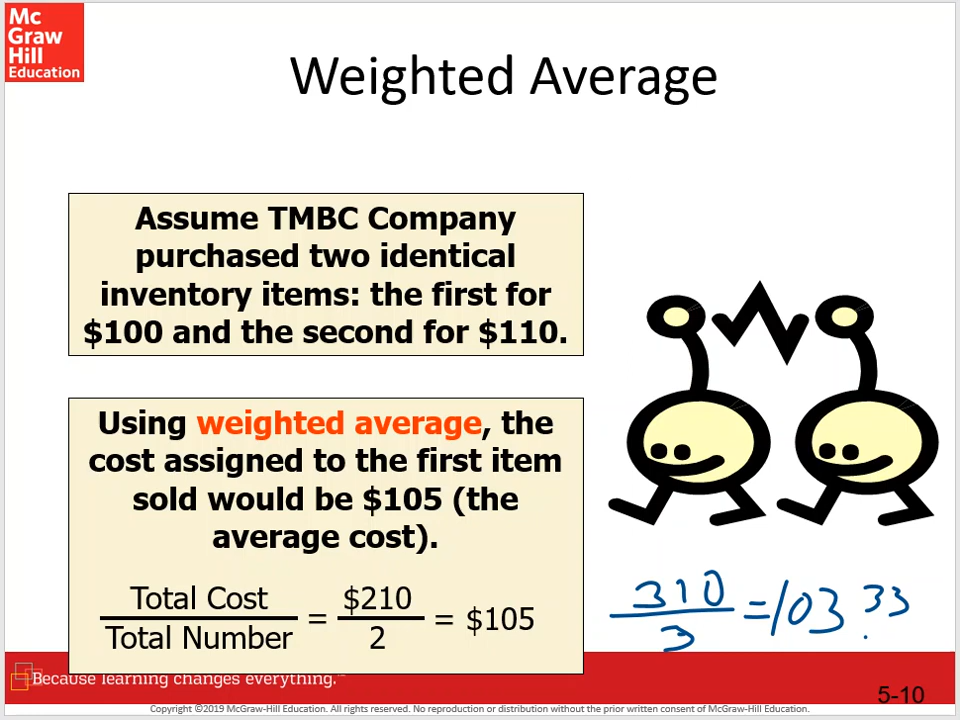 Mc
Graw
Hill
Education
Weighted Average
Assume TMBC Company
purchased two identical
inventory items: the first for
$100 and the second for $110.
Using weighted average, the
cost assigned to the first item
sold would be $105 (the
average cost).
Total Cost
Total Number
=
$210
2
= $105
310
3
=103.33
Because learning changes everything.™
5-10
Copyright ©2019 McGraw-Hill Education. All rights reserved. No reproduction or distribution without the prior written consent of McGraw-Hill Education.